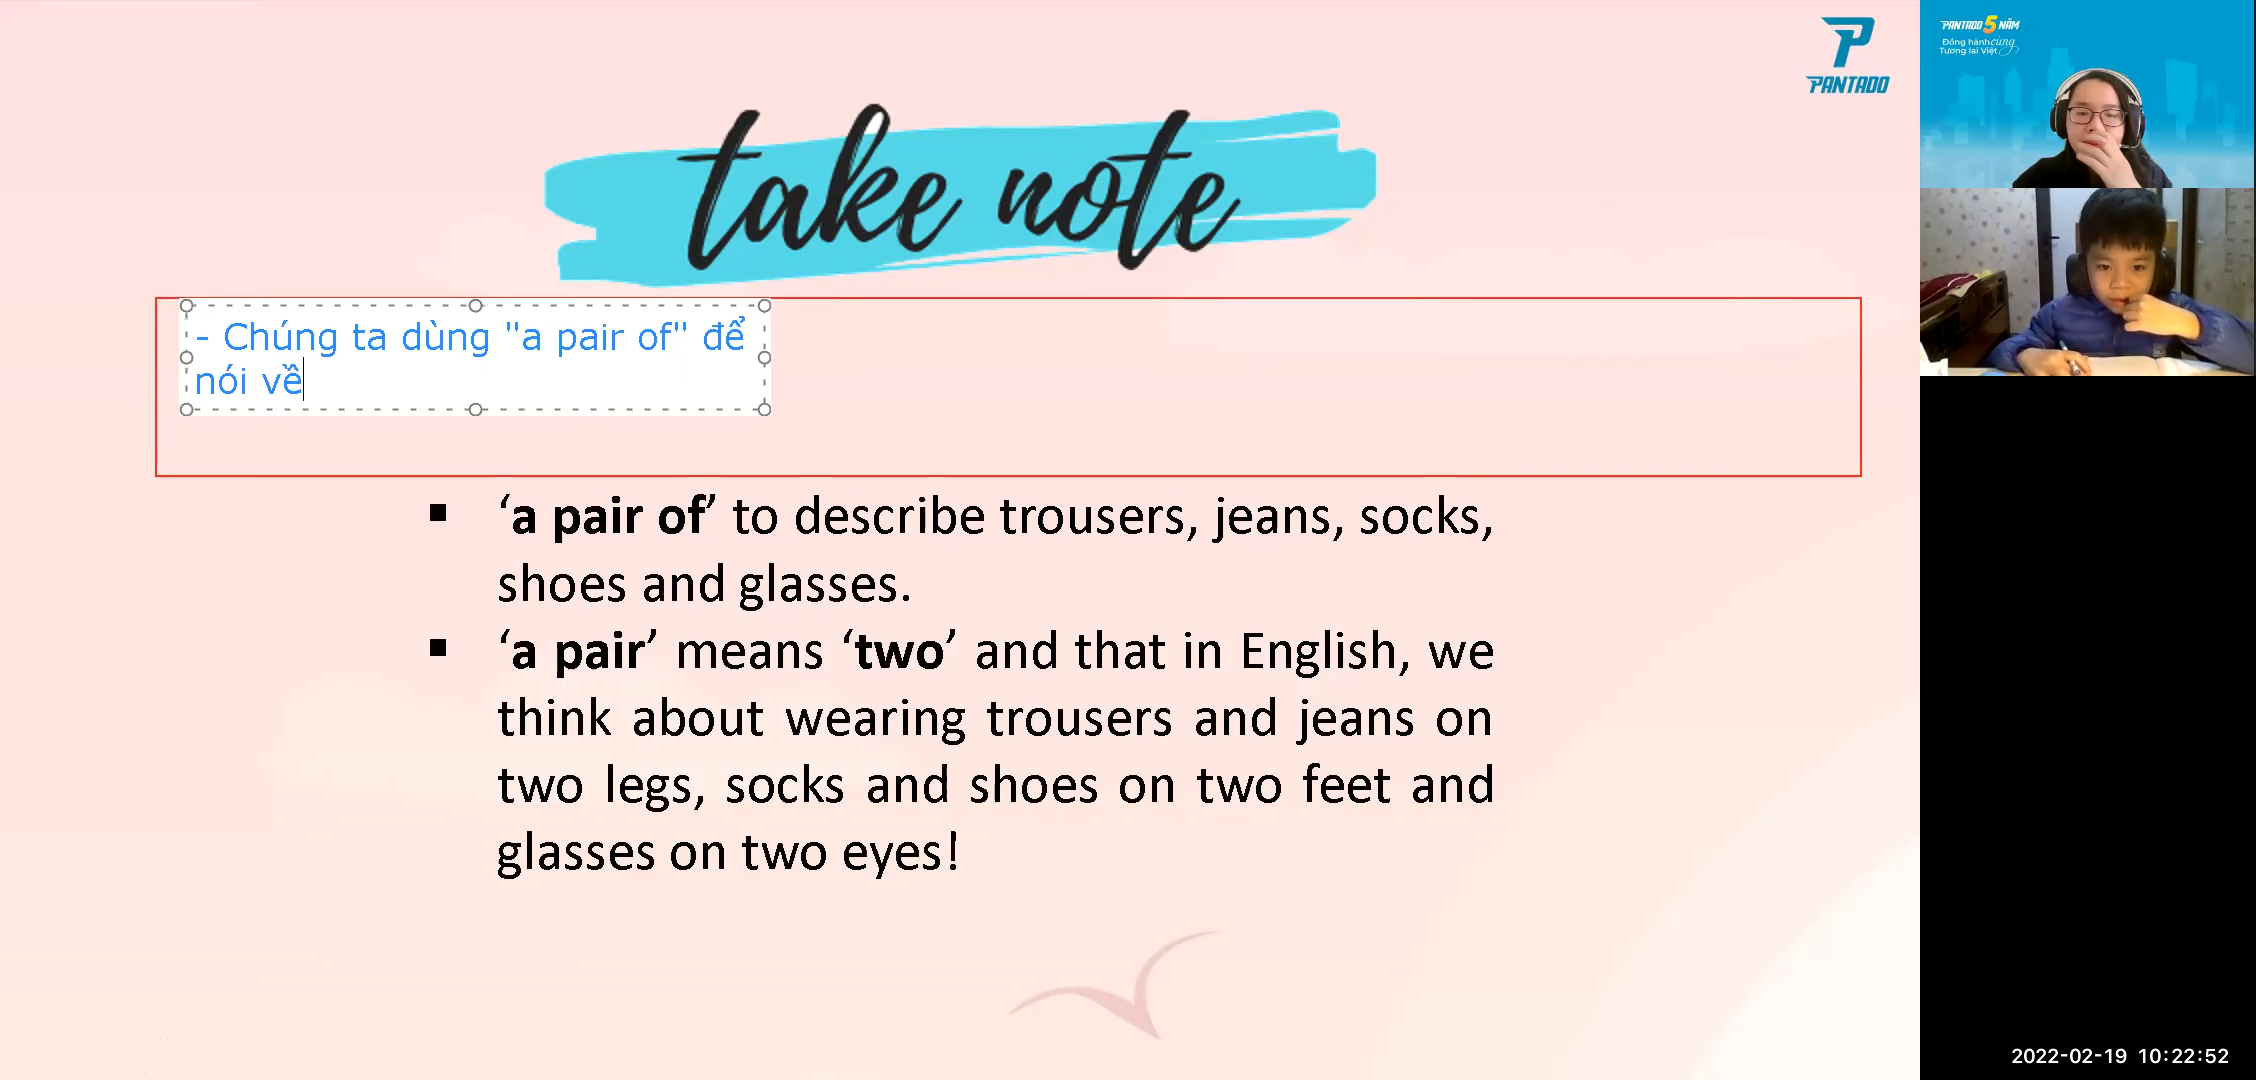 PANTADO
PANTADO 5 NĂM
Đồng hành cùng
Tương lai Việt
take note
- Chúng ta dùng "a pair of" để
nói về
▪ ‘a pair of’ to describe trousers, jeans, socks,
shoes and glasses.
▪ ‘a pair’ means ‘two’ and that in English, we
think about wearing trousers and jeans on
two legs, socks and shoes on two feet and
glasses on two eyes!
2022-02-19 10:22:52